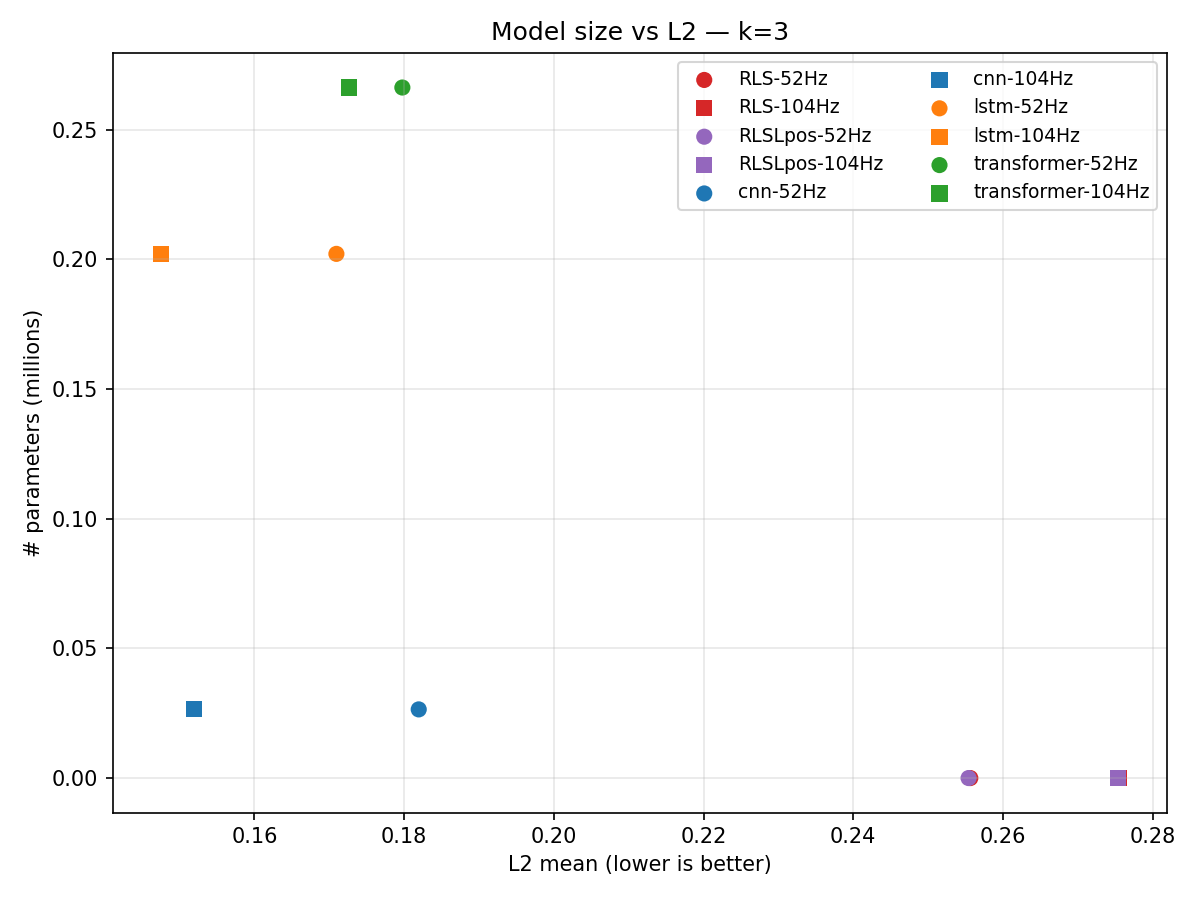 Model size vs L2 — k=3
RLS-52Hz
RLS-104Hz
RLSLpos-52Hz
RLSLpos-104Hz
cnn-52Hz
cnn-104Hz
lstm-52Hz
lstm-104Hz
transformer-52Hz
transformer-104Hz
# parameters (millions)
0.25
0.20
0.15
0.10
0.05
0.00
0.16 0.18 0.20 0.22 0.24 0.26 0.28
L2 mean (lower is better)